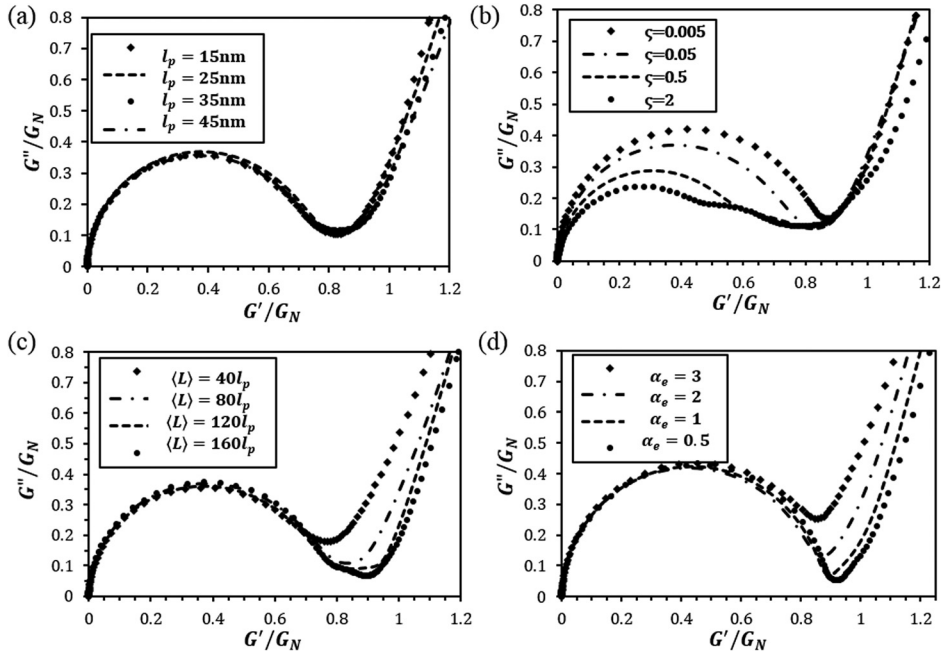 (a)
0.8
0.7
0.6
0.5
0.4
0.3
0.2
0.1
0
G''/G_N
l_p = 15nm
l_p = 25nm
l_p = 35nm
l_p = 45nm
0 0.2 0.4 0.6 0.8 1 1.2
G'/G_N
(b)
0.8
0.7
0.6
0.5
0.4
0.3
0.2
0.1
0
G''/G_N
ς=0.005
ς=0.05
ς=0.5
ς=2
0 0.2 0.4 0.6 0.8 1 1.2
G'/G_N
(c)
0.8
0.7
0.6
0.5
0.4
0.3
0.2
0.1
0
G''/G_N
⟨L⟩ = 40l_p
⟨L⟩ = 80l_p
⟨L⟩ = 120l_p
⟨L⟩ = 160l_p
0 0.2 0.4 0.6 0.8 1 1.2
G'/G_N
(d)
0.8
0.7
0.6
0.5
0.4
0.3
0.2
0.1
0
G''/G_N
α_e = 3
α_e = 2
α_e = 1
α_e = 0.5
0 0.2 0.4 0.6 0.8 1 1.2
G'/G_N